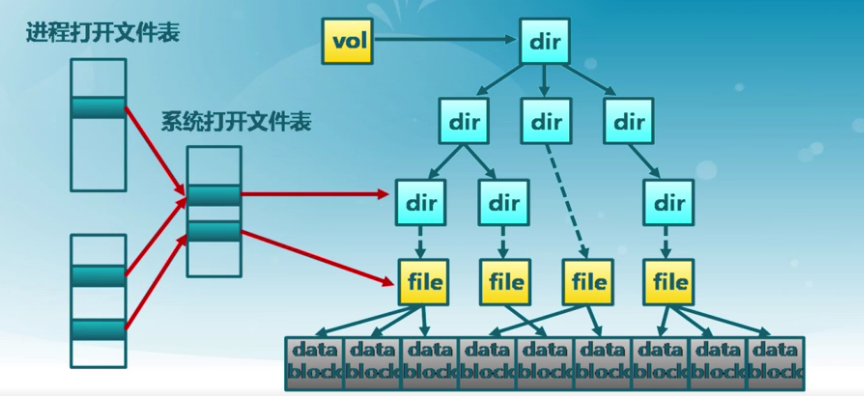 进程打开文件表
vol
dir
系统打开文件表
dir
dir
dir
dir
dir
dir
file
file
file
file
data block
data block
data block
data block
data block
data block
data block
data block
data block